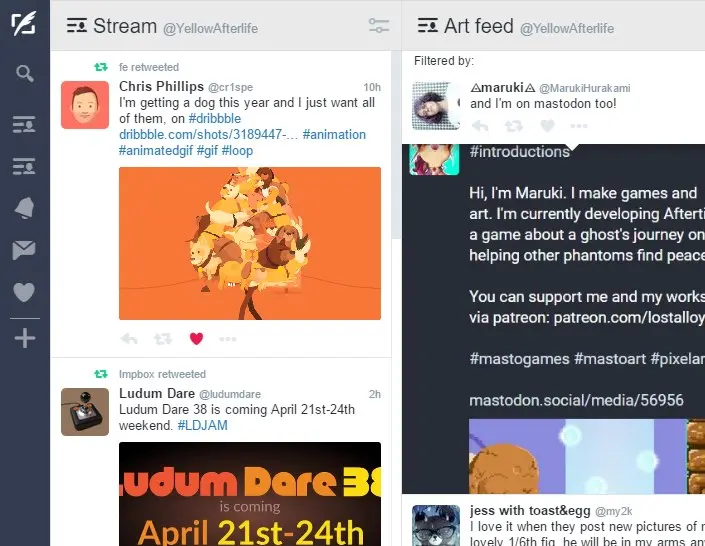 Stream @YellowAfterlife
fe retweeted
Chris Phillips @cr1spe 10h
I'm getting a dog this year and I just want all
of them, on #dribbble
dribbble.com/shots/3189447-… #animation
#animatedgif #gif #loop
Impbox retweeted
Ludum Dare @ludumdare 2h
Ludum Dare 38 is coming April 21st-24th
weekend. #LDJAM
Ludum Dare 38
is coming
April 21st-24th
Art feed @YellowAfterlife
Filtered by:
◬maruki◬ @MarukiHurakami
and I'm on mastodon too!
#introductions
Hi, I'm Maruki. I make games and
art. I'm currently developing Afterti
a game about a ghost's journey on
helping other phantoms find peace
You can support me and my works
via patreon: patreon.com/lostalloy
#mastogames #mastoart #pixelar
mastodon.social/media/56956
jess with toast&egg @my2k
I love it when they post new pictures of
lovely 1/6th fig, he will be in my arms